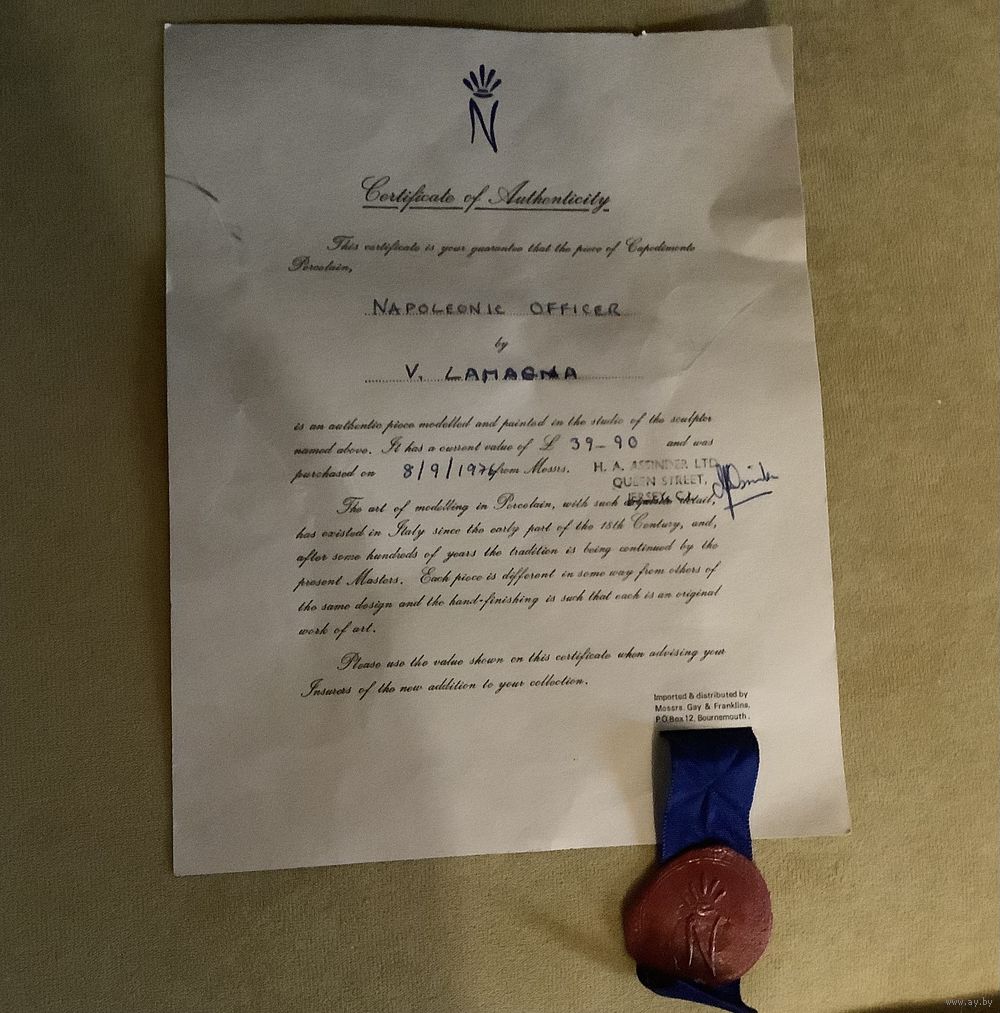 N
Certificate of Authenticity
This certificate is your guarantee that the piece of Capodimonte
Porcelain,
NAPOLEONIC OFFICER
by
V. LAMAGNA
is an authentic piece modelled and painted in the studio of the sculptor
named above. It has a current value of £ 39-90 and was
purchased on 8/9/1976 from Messrs. H. A. ASSINDER LTD
QUEEN STREET,
JERSEY, C.I.
The art of modelling in Porcelain, with such detail,
has existed in Italy since the early part of the 18th Century, and,
after some hundreds of years the tradition is being continued by the
present Masters. Each piece is different in some way from others of
the same design and the hand-finishing is such that each is an original
work of art.
Please use the value shown on this certificate when advising your
Insurers of the new addition to your collection.
Imported & distributed by
Messrs. Gay & Franklins,
P.O. Box 12, Bournemouth.
N
www.ay.by